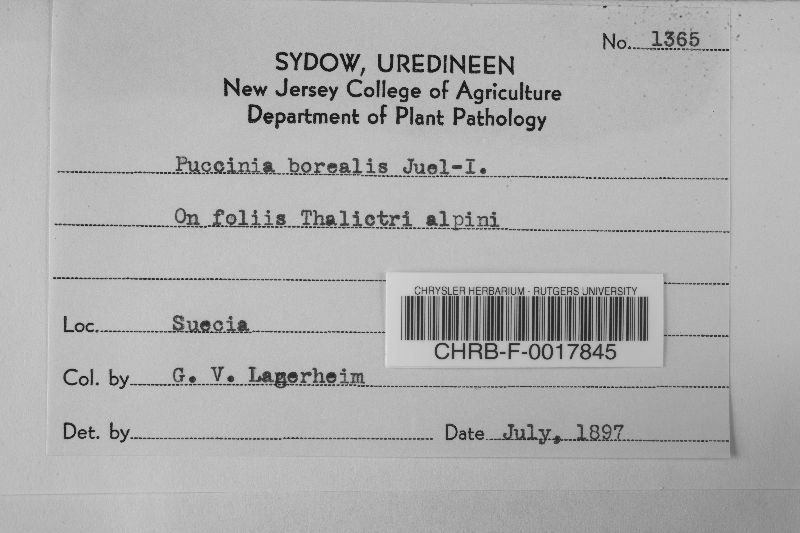 No. 1365
SYDOW, UREDINEEN
New Jersey College of Agriculture
Department of Plant Pathology
Puccinia borealis Juel-I.
On foliis Thalictri alpini
CHRYSLER HERBARIUM - RUTGERS UNIVERSITY
CHRB-F-0017845
Loc. Suecia
Col. by G. V. Lagerheim
Det. by
Date July, 1897